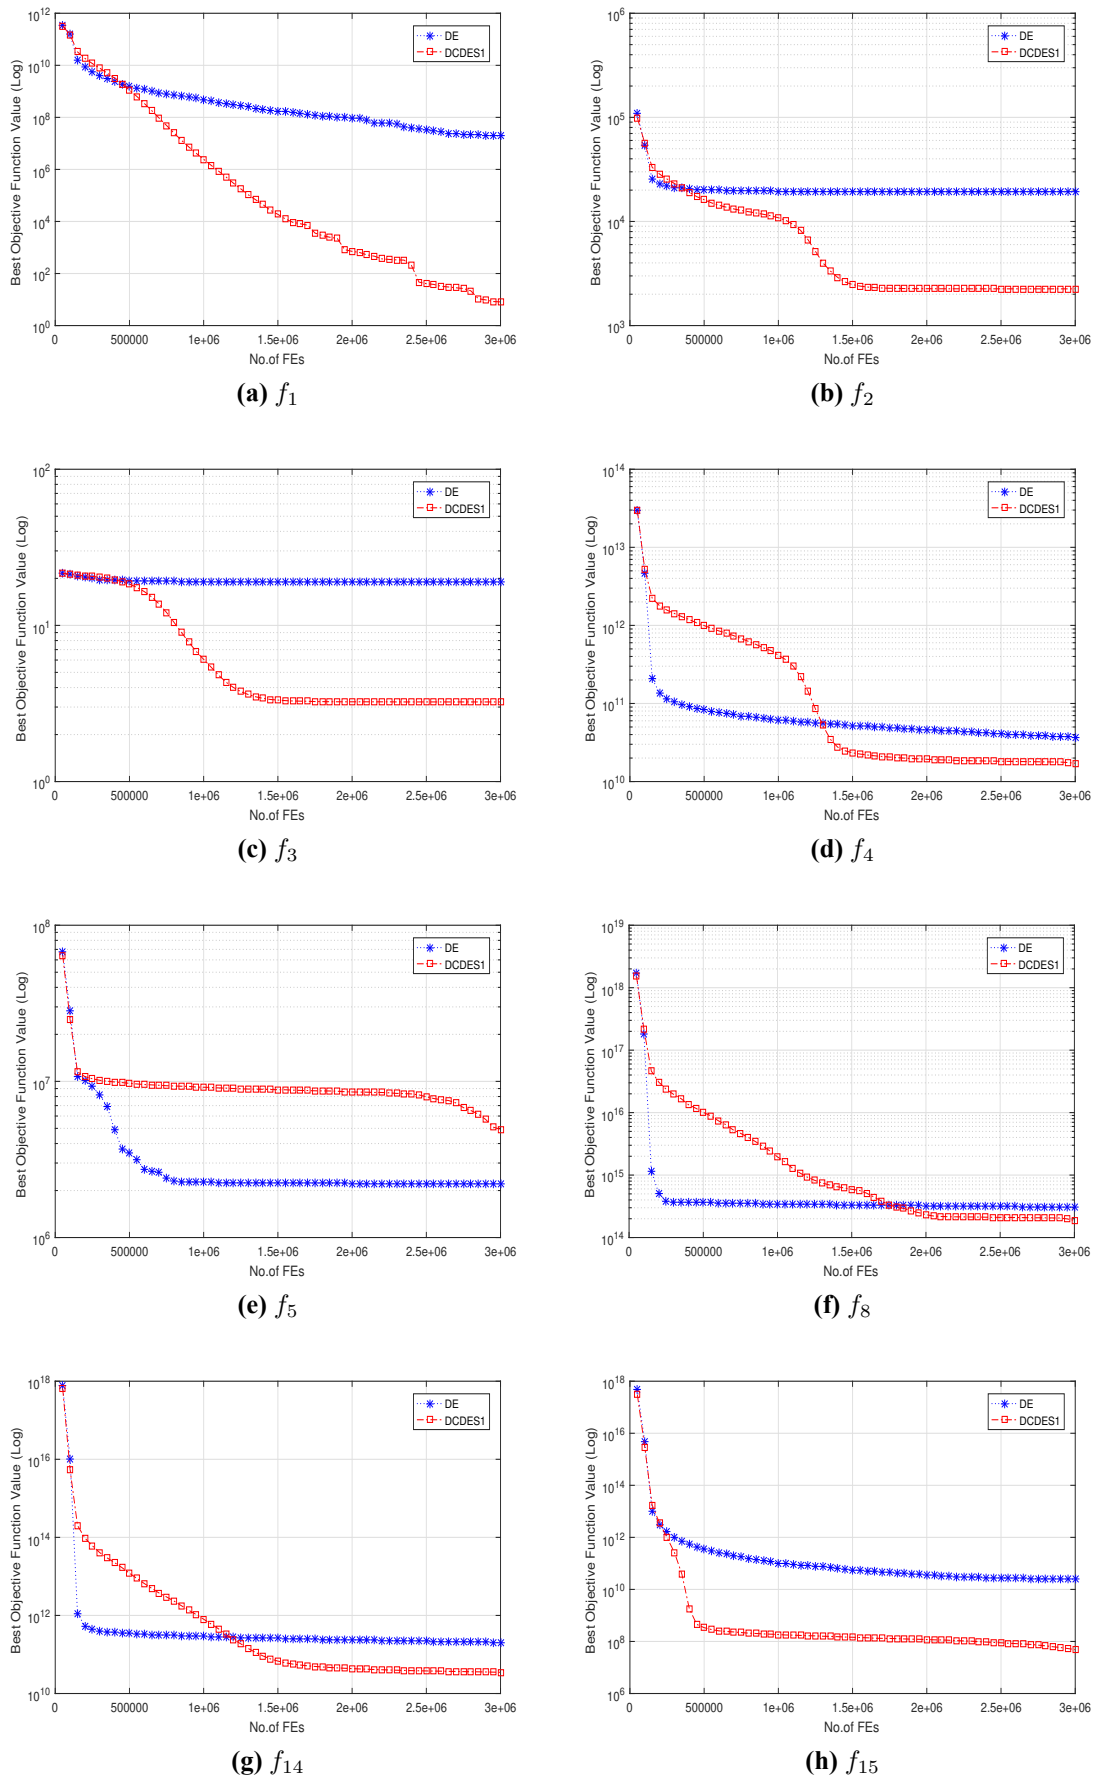 10^12
10^10
10^8
10^6
10^4
10^2
10^0
Best Objective Function Value (Log)
DE
DCDES1
0 500000 1e+06 1.5e+06 2e+06 2.5e+06 3e+06
No.of FEs
(a) f_1
10^6
10^5
10^4
10^3
Best Objective Function Value (Log)
DE
DCDES1
0 500000 1e+06 1.5e+06 2e+06 2.5e+06 3e+06
No.of FEs
(b) f_2
10^2
10^1
10^0
Best Objective Function Value (Log)
DE
DCDES1
0 500000 1e+06 1.5e+06 2e+06 2.5e+06 3e+06
No.of FEs
(c) f_3
10^14
10^13
10^12
10^11
10^10
Best Objective Function Value (Log)
DE
DCDES1
0 500000 1e+06 1.5e+06 2e+06 2.5e+06 3e+06
No.of FEs
(d) f_4
10^8
10^7
10^6
Best Objective Function Value (Log)
DE
DCDES1
0 500000 1e+06 1.5e+06 2e+06 2.5e+06 3e+06
No.of FEs
(e) f_5
10^19
10^18
10^17
10^16
10^15
10^14
Best Objective Function Value (Log)
DE
DCDES1
0 500000 1e+06 1.5e+06 2e+06 2.5e+06 3e+06
No.of FEs
(f) f_8
10^18
10^16
10^14
10^12
10^10
Best Objective Function Value (Log)
DE
DCDES1
0 500000 1e+06 1.5e+06 2e+06 2.5e+06 3e+06
No.of FEs
(g) f_14
10^18
10^16
10^14
10^12
10^10
10^8
10^6
Best Objective Function Value (Log)
DE
DCDES1
0 500000 1e+06 1.5e+06 2e+06 2.5e+06 3e+06
No.of FEs
(h) f_15